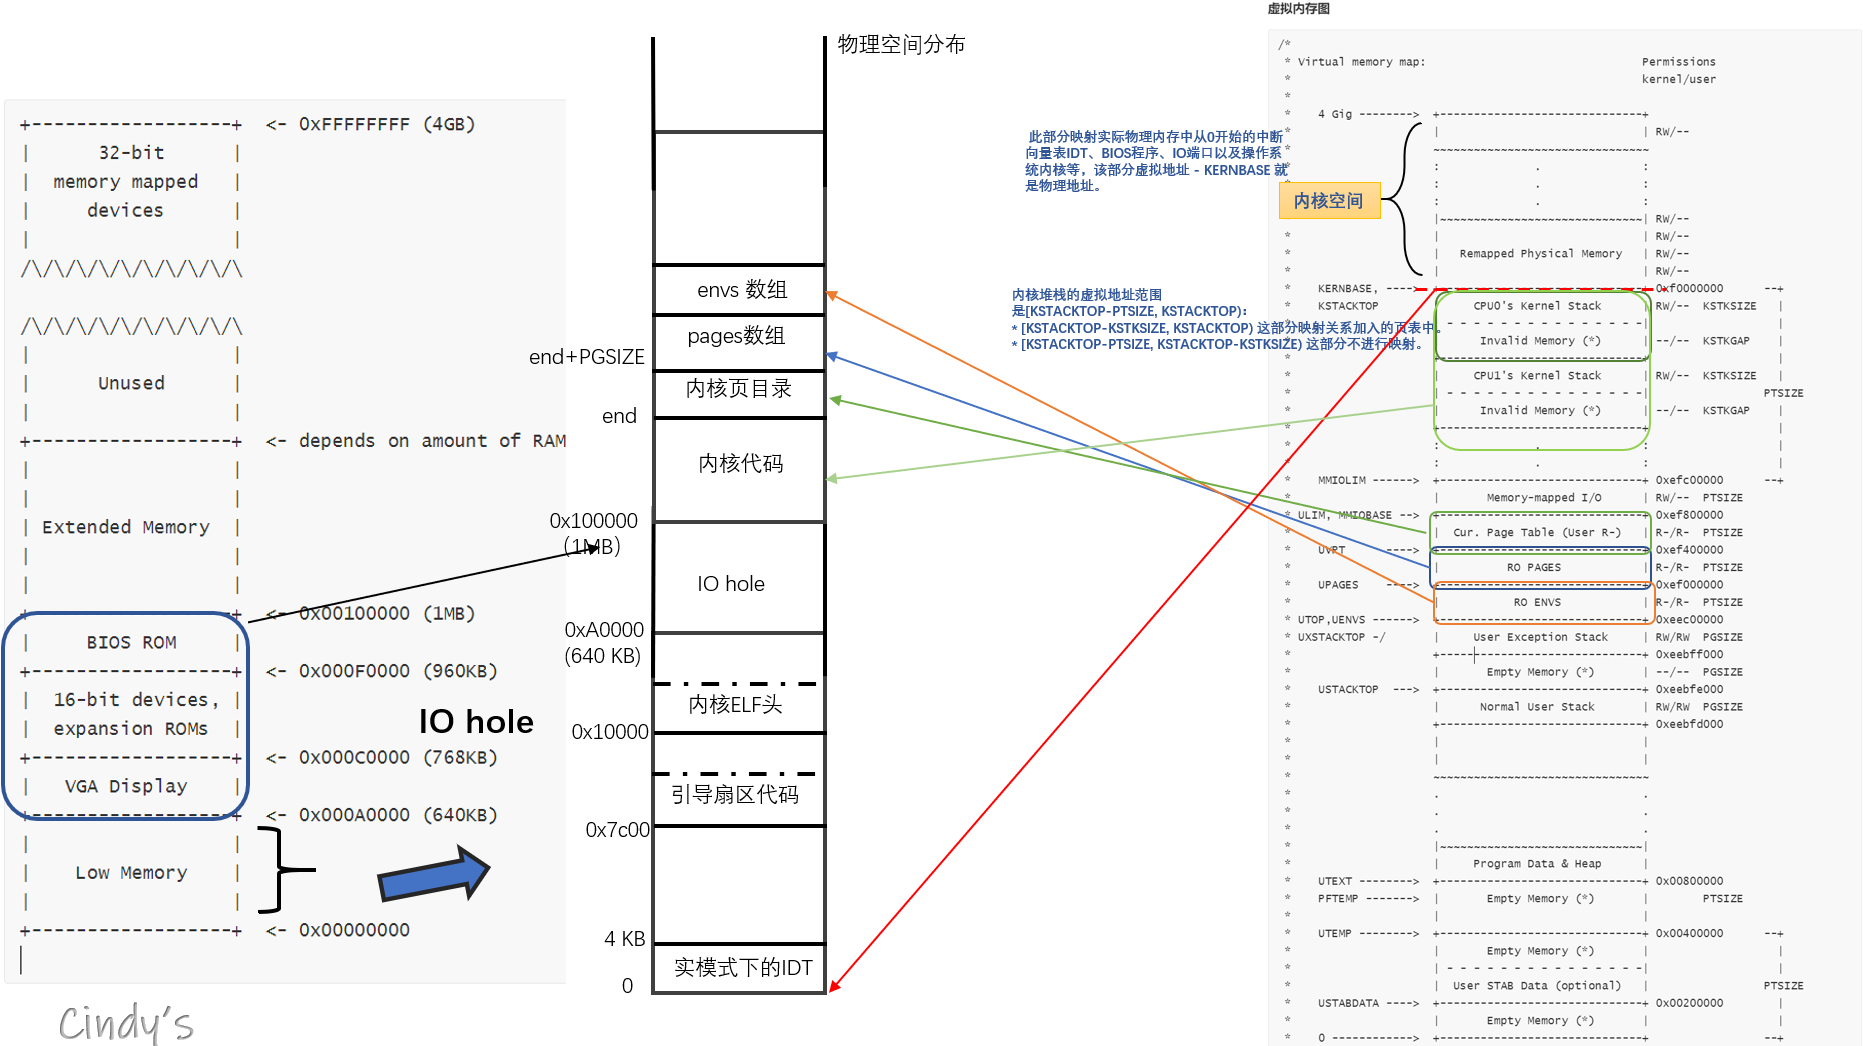 +------------------+ <- 0xFFFFFFFF (4GB)
| 32-bit |
| memory mapped |
| devices |
| |
/\/\/\/\/\/\/\/\/\/\
/\/\/\/\/\/\/\/\/\/\
| |
| Unused |
| |
+------------------+ <- depends on amount of RAM
| |
| |
| Extended Memory |
| |
| |
+------------------+ <- 0x00100000 (1MB)
| BIOS ROM |
+------------------+ <- 0x000F0000 (960KB)
| 16-bit devices, |
| expansion ROMs |
+------------------+ <- 0x000C0000 (768KB)
| VGA Display |
+------------------+ <- 0x000A0000 (640KB)
| |
| Low Memory |
| |
+------------------+ <- 0x00000000
IO hole
Cindy's
物理空间分布
envs 数组
pages数组
end+PGSIZE
内核页目录
end
内核代码
0x100000
(1MB)
IO hole
0xA0000
(640 KB)
内核ELF头
0x10000
引导扇区代码
0x7c00
4 KB
实模式下的IDT
0
此部分映射实际物理内存中从0开始的中断
向量表IDT、BIOS程序、IO端口以及操作系
统内核等，该部分虚拟地址 - KERNBASE 就
是物理地址。
内核空间
内核堆栈的虚拟地址范围
是[KSTACKTOP-PTSIZE, KSTACKTOP)：
* [KSTACKTOP-KSTKSIZE, KSTACKTOP) 这部分映射关系加入的页表中。
* [KSTACKTOP-PTSIZE, KSTACKTOP-KSTKSIZE) 这部分不进行映射。
虚拟内存图
/*
* Virtual memory map: Permissions
* kernel/user
*
* 4 Gig --------> +------------------------------+
| | RW/--
~~~~~~~~~~~~~~~~~~~~~~~~~~~~~~~~
: . :
: . :
: . :
|~~~~~~~~~~~~~~~~~~~~~~~~~~~~~~| RW/--
* | | RW/--
* | Remapped Physical Memory | RW/--
* | | RW/--
* KERNBASE, ----> +------------------------------+ 0xf0000000 --+
* KSTACKTOP | CPU0's Kernel Stack | RW/-- KSTKSIZE |
| - - - - - - - - - - - - - - -| |
| Invalid Memory (*) | --/-- KSTKGAP |
* +------------------------------+ |
* | CPU1's Kernel Stack | RW/-- KSTKSIZE |
* | - - - - - - - - - - - - - - -| PTSIZE
* | Invalid Memory (*) | --/-- KSTKGAP |
* +------------------------------+ |
* : . : |
* : . : |
* MMIOLIM ------> +------------------------------+ 0xefc00000 --+
* | Memory-mapped I/O | RW/-- PTSIZE
* ULIM, MMIOBASE --> +------------------------------+ 0xef800000
* | Cur. Page Table (User R-) | R-/R- PTSIZE
* UVPT ----> +------------------------------+ 0xef400000
* | RO PAGES | R-/R- PTSIZE
* UPAGES ----> +------------------------------+ 0xef000000
* | RO ENVS | R-/R- PTSIZE
* UTOP,UENVS ------> +------------------------------+ 0xeec00000
* UXSTACKTOP -/ | User Exception Stack | RW/RW PGSIZE
* +------------------------------+ 0xeebff000
* | Empty Memory (*) | --/-- PGSIZE
* USTACKTOP ---> +------------------------------+ 0xeebfe000
* | Normal User Stack | RW/RW PGSIZE
* +------------------------------+ 0xeebfd000
* | |
* | |
* ~~~~~~~~~~~~~~~~~~~~~~~~~~~~~~~~
* . .
* . .
* . .
* |~~~~~~~~~~~~~~~~~~~~~~~~~~~~~~|
* | Program Data & Heap |
* UTEXT --------> +------------------------------+ 0x00800000
* PFTEMP -------> | Empty Memory (*) | PTSIZE
* | |
* UTEMP --------> +------------------------------+ 0x00400000 --+
* | Empty Memory (*) | |
* | - - - - - - - - - - - - - - -| |
* | User STAB Data (optional) | PTSIZE
* USTABDATA ----> +------------------------------+ 0x00200000 |
* | Empty Memory (*) | |
* 0 ------------> +------------------------------+ --+